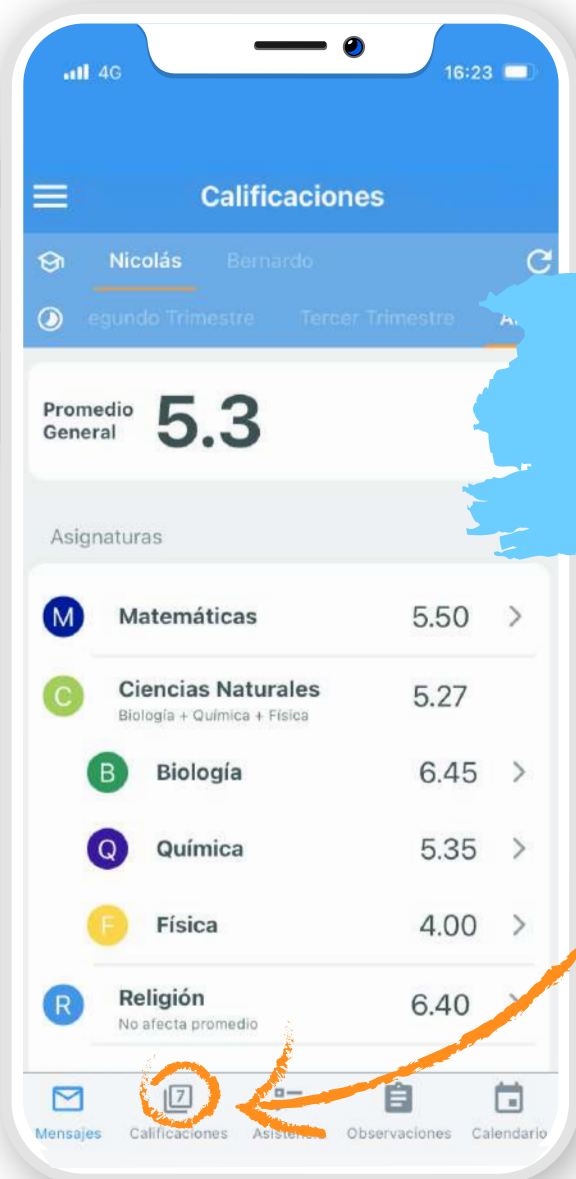 4G 16:23
Calificaciones
Nicolás Bernardo
egundo Trimestre Tercer Trimestre
Promedio
General
5.3
Asignaturas
M Matemáticas 5.50
C Ciencias Naturales 5.27
Biología + Química + Física
B Biología 6.45
Q Química 5.35
F Física 4.00
R Religión 6.40
No afecta promedio
7
Mensajes Calificaciones Asistencia Observaciones Calendario